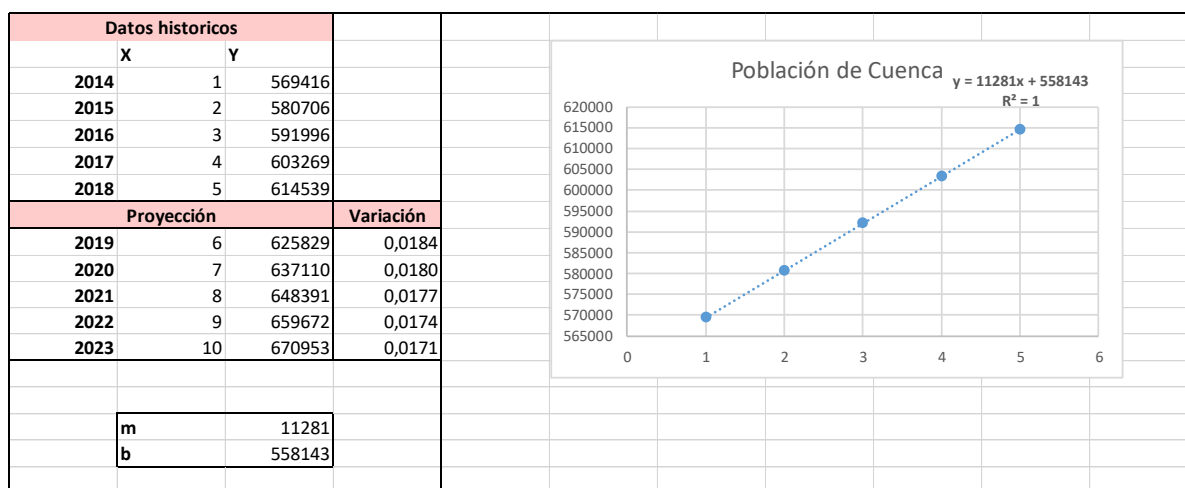 Datos historicos
X Y
2014 1 569416
2015 2 580706
2016 3 591996
2017 4 603269
2018 5 614539
Proyección Variación
2019 6 625829 0,0184
2020 7 637110 0,0180
2021 8 648391 0,0177
2022 9 659672 0,0174
2023 10 670953 0,0171
m 11281
b 558143
Población de Cuenca
y = 11281x + 558143
R² = 1
620000
615000
610000
605000
600000
595000
590000
585000
580000
575000
570000
565000
0 1 2 3 4 5 6